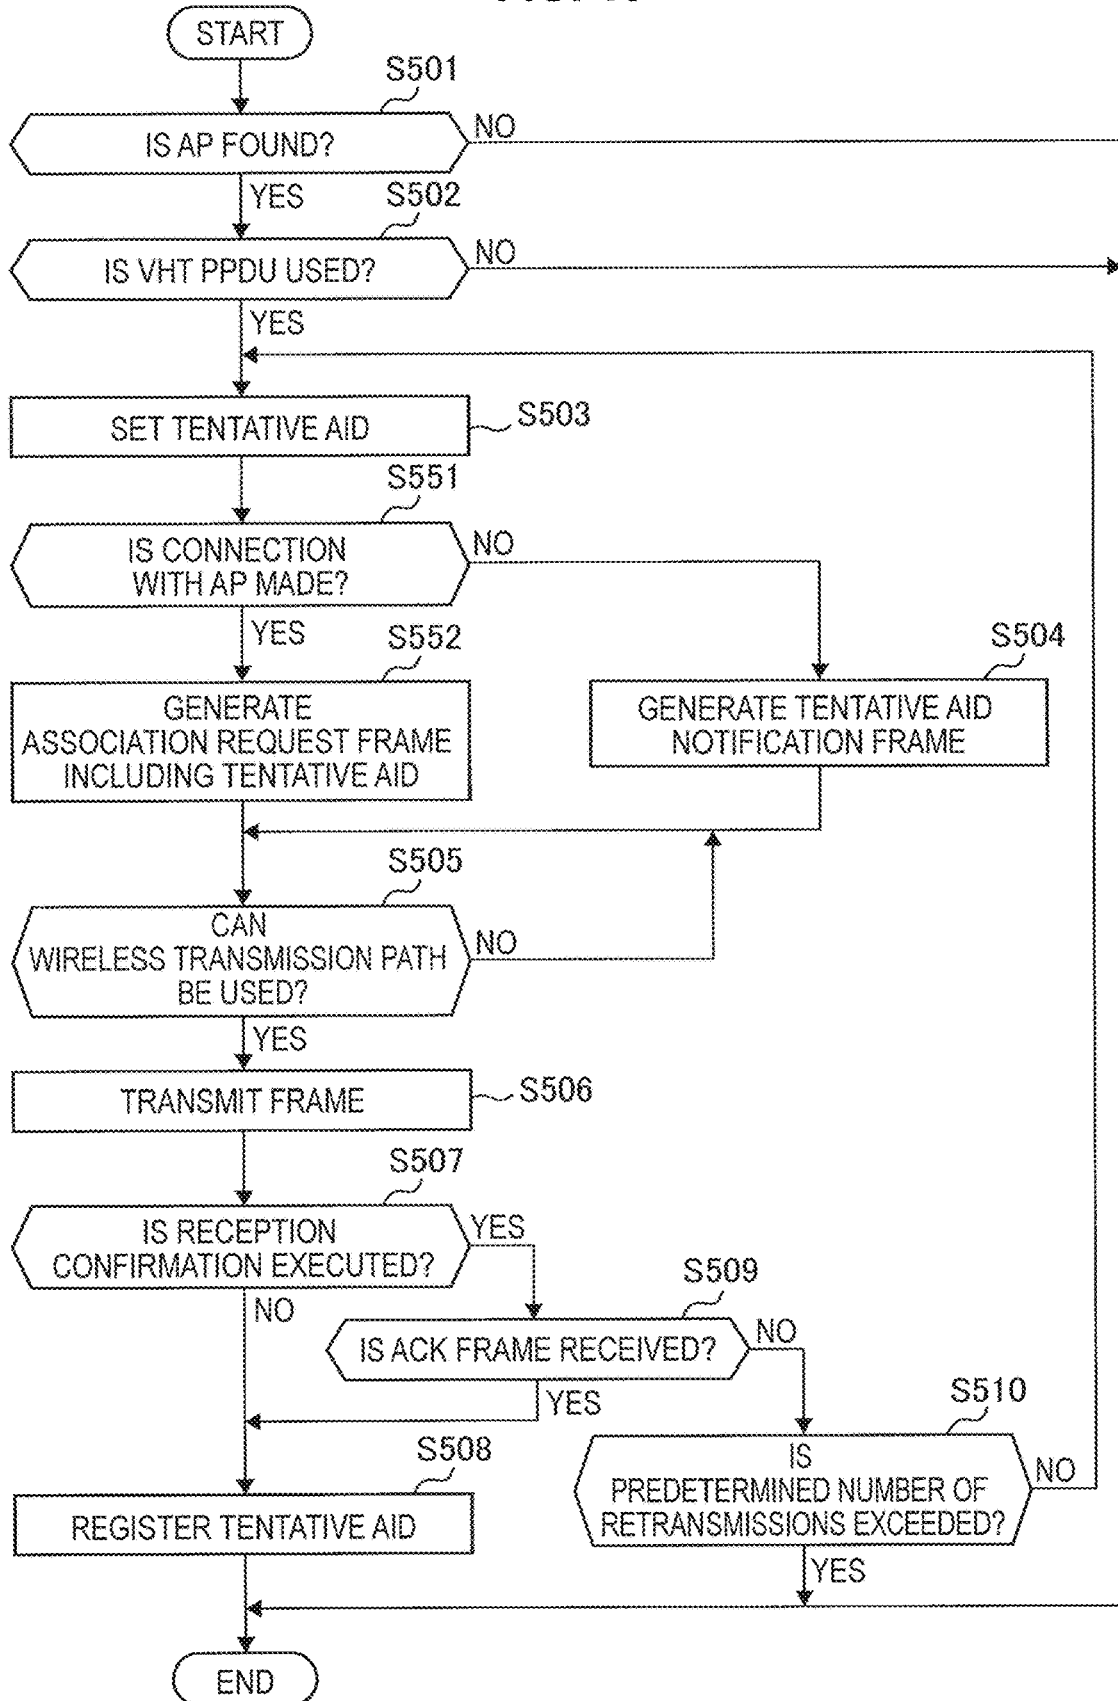 START
S501
IS AP FOUND?
NO
YES
S502
IS VHT PPDU USED?
NO
YES
SET TENTATIVE AID
S503
S551
IS CONNECTION
WITH AP MADE?
NO
YES
S552
GENERATE
ASSOCIATION REQUEST FRAME
INCLUDING TENTATIVE AID
S504
GENERATE TENTATIVE AID
NOTIFICATION FRAME
S505
CAN
WIRELESS TRANSMISSION PATH
BE USED?
NO
YES
TRANSMIT FRAME
S506
S507
IS RECEPTION
CONFIRMATION EXECUTED?
YES
NO
S509
IS ACK FRAME RECEIVED?
NO
YES
S510
IS
PREDETERMINED NUMBER OF
RETRANSMISSIONS EXCEEDED?
NO
YES
S508
REGISTER TENTATIVE AID
END